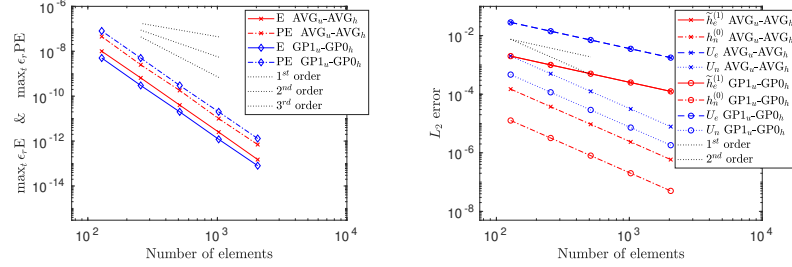 10^-6
10^-8
10^-10
10^-12
10^-14
10^2
10^3
10^4
Number of elements
max_t ϵ_r E & max_t ϵ_r PE
E AVG_u-AVG_h
PE AVG_u-AVG_h
E GP1_u-GP0_h
PE GP1_u-GP0_h
1^st order
2^nd order
3^rd order
10^0
10^-2
10^-4
10^-6
10^-8
10^2
10^3
10^4
Number of elements
L_2 error
h̃_e^(1) AVG_u-AVG_h
h_n^(0) AVG_u-AVG_h
U_e AVG_u-AVG_h
U_n AVG_u-AVG_h
h̃_e^(1) GP1_u-GP0_h
h_n^(0) GP1_u-GP0_h
U_e GP1_u-GP0_h
U_n GP1_u-GP0_h
1^st order
2^nd order